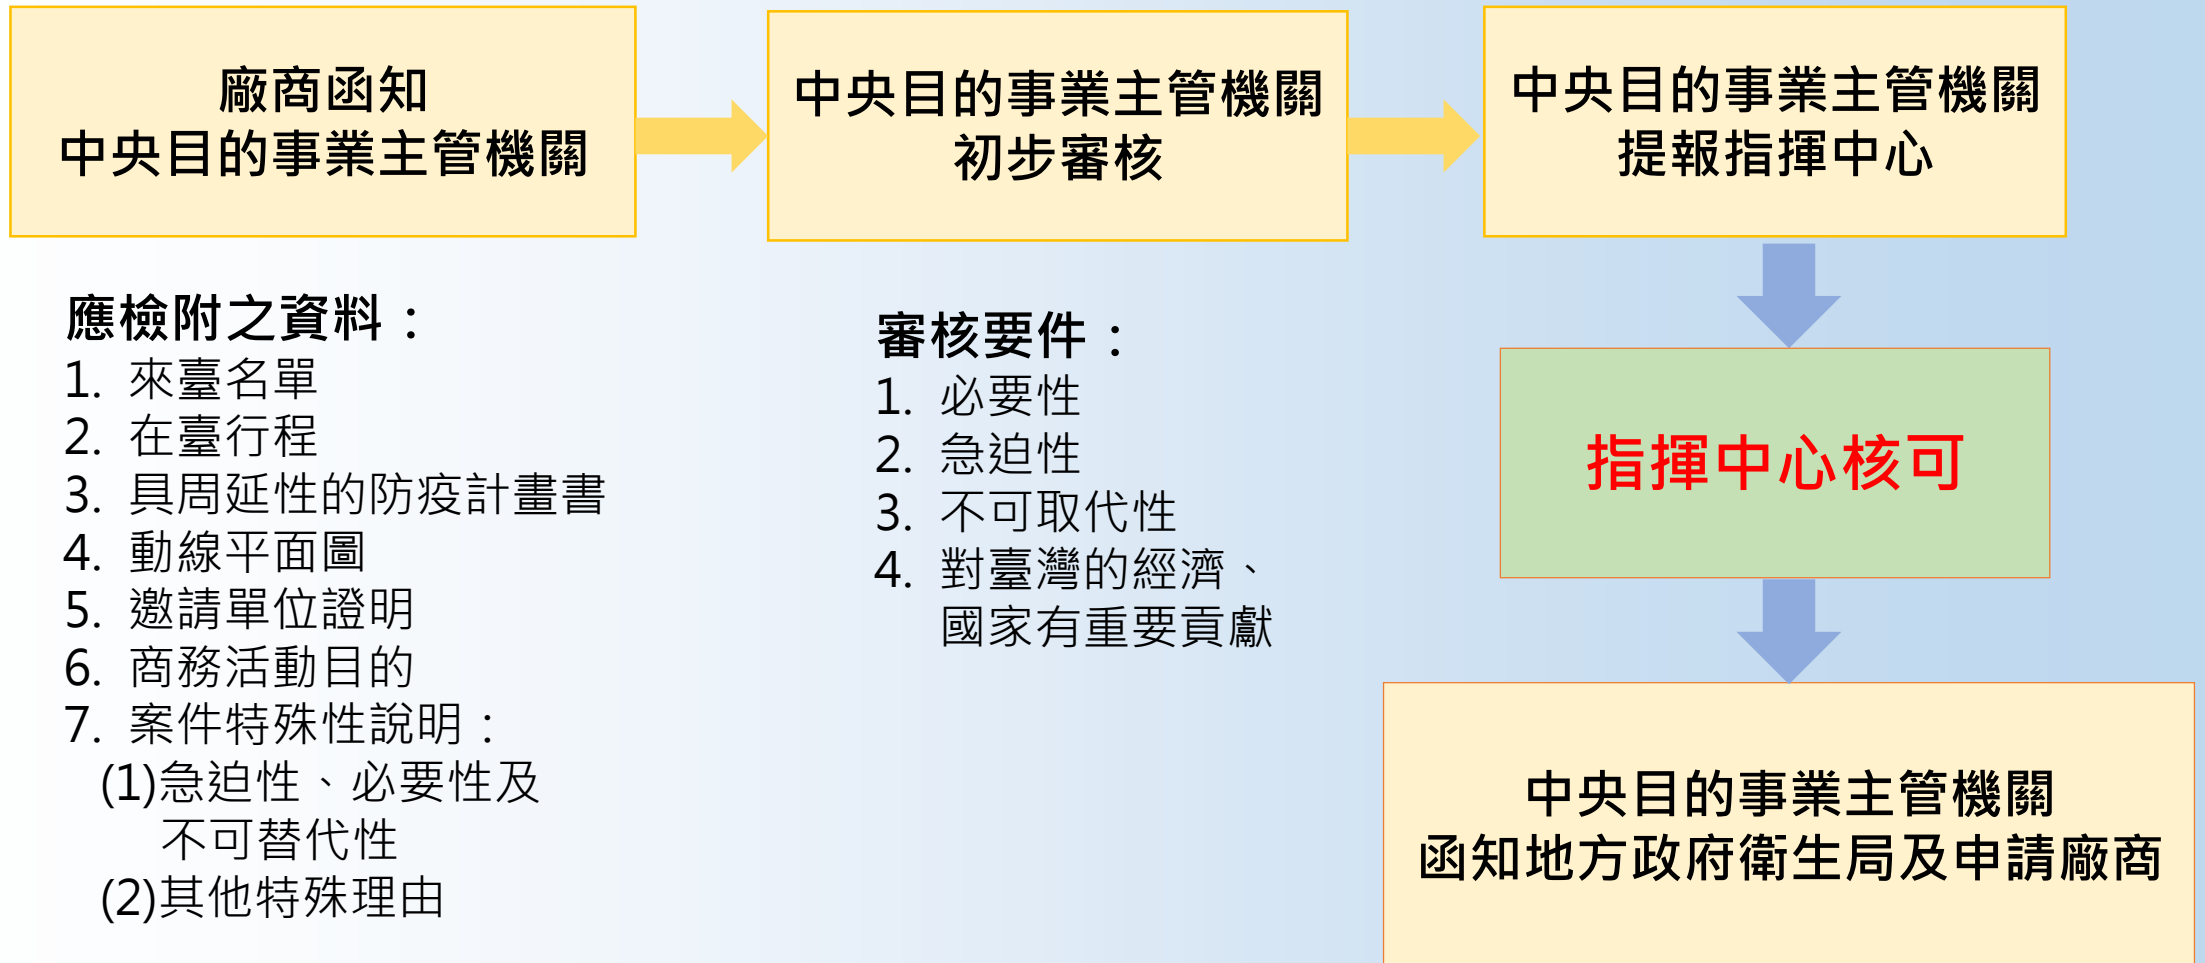 廠商函知
中央目的事業主管機關
中央目的事業主管機關
初步審核
中央目的事業主管機關
提報指揮中心
應檢附之資料：
1. 來臺名單
2. 在臺行程
3. 具周延性的防疫計畫書
4. 動線平面圖
5. 邀請單位證明
6. 商務活動目的
7. 案件特殊性說明：
(1)急迫性、必要性及
不可替代性
(2)其他特殊理由
審核要件：
1. 必要性
2. 急迫性
3. 不可取代性
4. 對臺灣的經濟、
國家有重要貢獻
指揮中心核可
中央目的事業主管機關
函知地方政府衛生局及申請廠商